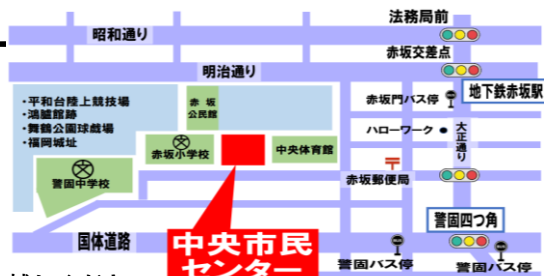 法務局前
昭和通り
赤坂交差点
明治通り
地下鉄赤坂駅
・平和台陸上競技場
・鴻臚館跡
・舞鶴公園球戯場
・福岡城址
赤坂
公民館
赤坂門バス停
ハローワーク
大正通り
赤坂小学校
中央体育館
警固中学校
赤坂郵便局
警固四つ角
国体道路
中央市民
センター
警固バス停
警固バス停